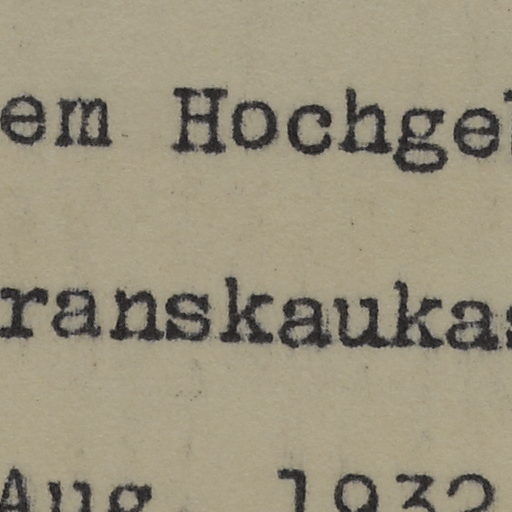 em Hochge
ranskaukas
Aug. 1932